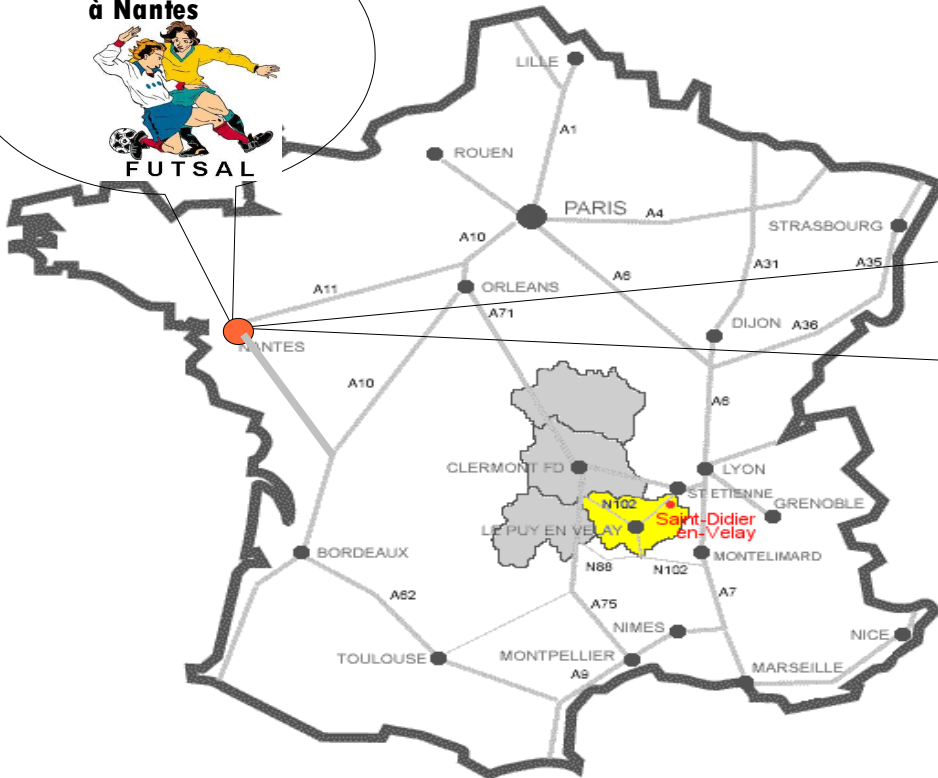 à Nantes
FUTSAL
LILLE
A1
ROUEN
PARIS
A4
STRASBOURG
A10
A6
A31
A35
A11
ORLEANS
A71
DIJON
A36
NANTES
A10
A6
CLERMONT FD
LYON
ST ETIENNE
N102
GRENOBLE
Saint-Didier
en-Velay
LE PUY EN VELAY
BORDEAUX
MONTELIMARD
N88
N102
A62
A75
A7
NIMES
NICE
TOULOUSE
MONTPELLIER
A9
MARSEILLE